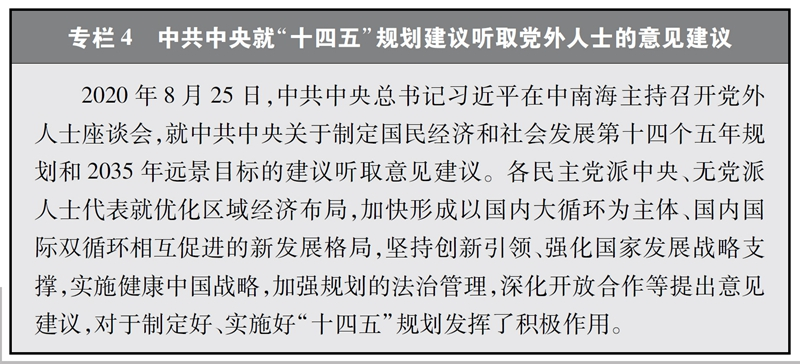 专栏4 中共中央就“十四五”规划建议听取党外人士的意见建议
2020年8月25日,中共中央总书记习近平在中南海主持召开党外
人士座谈会,就中共中央关于制定国民经济和社会发展第十四个五年规
划和2035年远景目标的建议听取意见建议。各民主党派中央、无党派
人士代表就优化区域经济布局,加快形成以国内大循环为主体、国内国
际双循环相互促进的新发展格局,坚持创新引领、强化国家发展战略支
撑,实施健康中国战略,加强规划的法治管理,深化开放合作等提出意见
建议,对于制定好、实施好“十四五”规划发挥了积极作用。